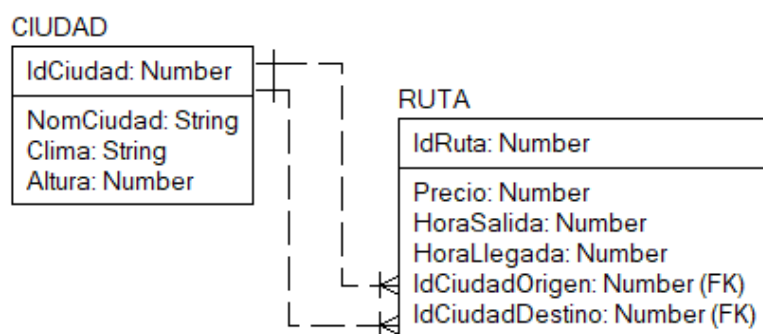 CIUDAD
IdCiudad: Number
NomCiudad: String
Clima: String
Altura: Number
RUTA
IdRuta: Number
Precio: Number
HoraSalida: Number
HoraLlegada: Number
IdCiudadOrigen: Number (FK)
IdCiudadDestino: Number (FK)